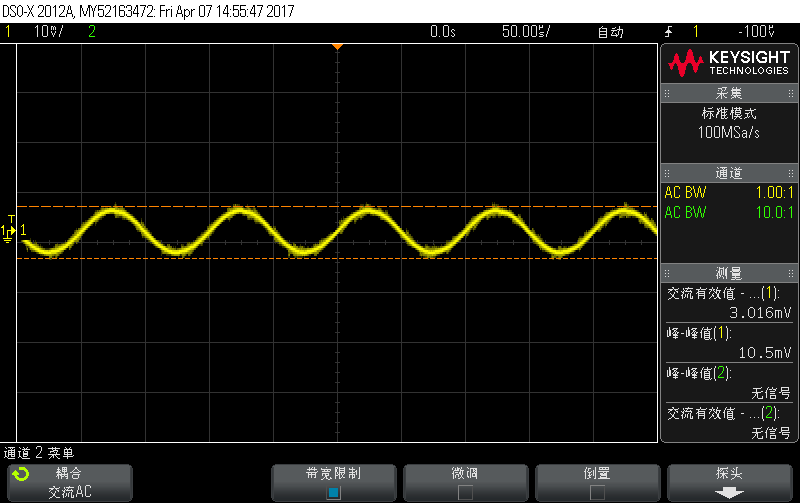 DSO-X 2012A, MY52163472: Fri Apr 07 14:55:47 2017
1 10mV/ 2 0.0s 50.00us/ 自动 1 -100mV
KEYSIGHT
TECHNOLOGIES
采集
标准模式
100MSa/s
通道
AC BW 1.00:1
AC BW 10.0:1
T
1 1
测量
交流有效值 - ...(1):
3.016mV
峰-峰值(1):
10.5mV
峰-峰值(2):
无信号
交流有效值 - ...(2):
无信号
通道 2 菜单
耦合
交流AC
带宽限制
微调
倒置
探头